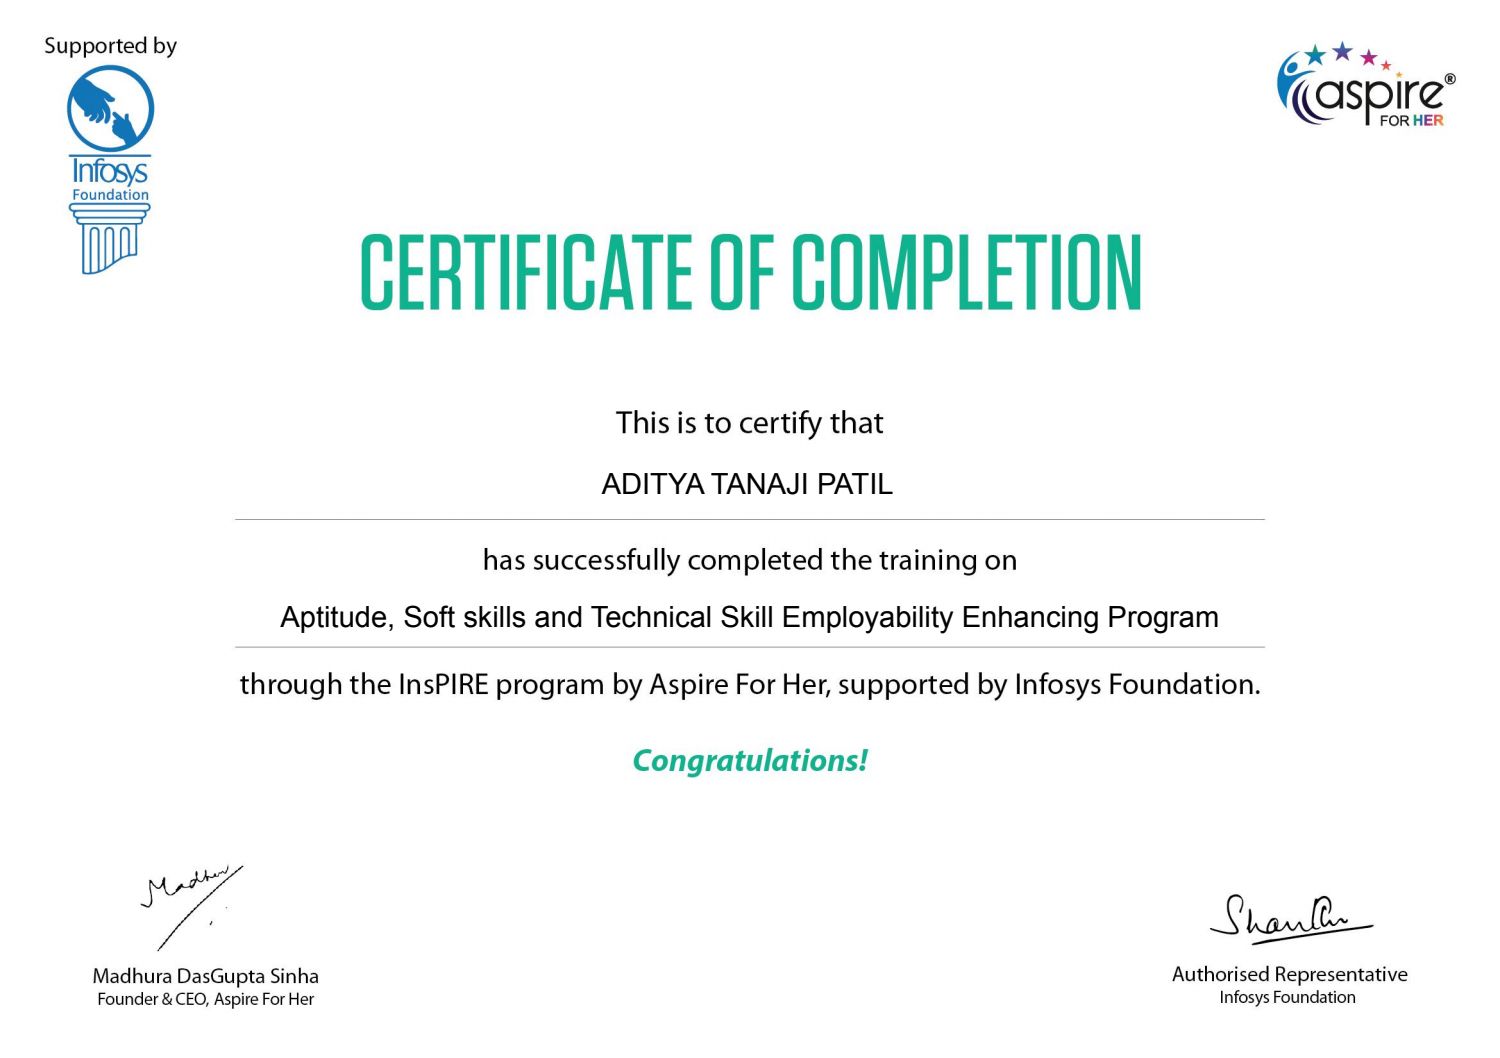 Supported by
Infosys
Foundation
aspire®
FOR HER
CERTIFICATE OF COMPLETION
This is to certify that
ADITYA TANAJI PATIL
has successfully completed the training on
Aptitude, Soft skills and Technical Skill Employability Enhancing Program
through the InsPIRE program by Aspire For Her, supported by Infosys Foundation.
Congratulations!
Madhura DasGupta Sinha
Founder & CEO, Aspire For Her
Authorised Representative
Infosys Foundation